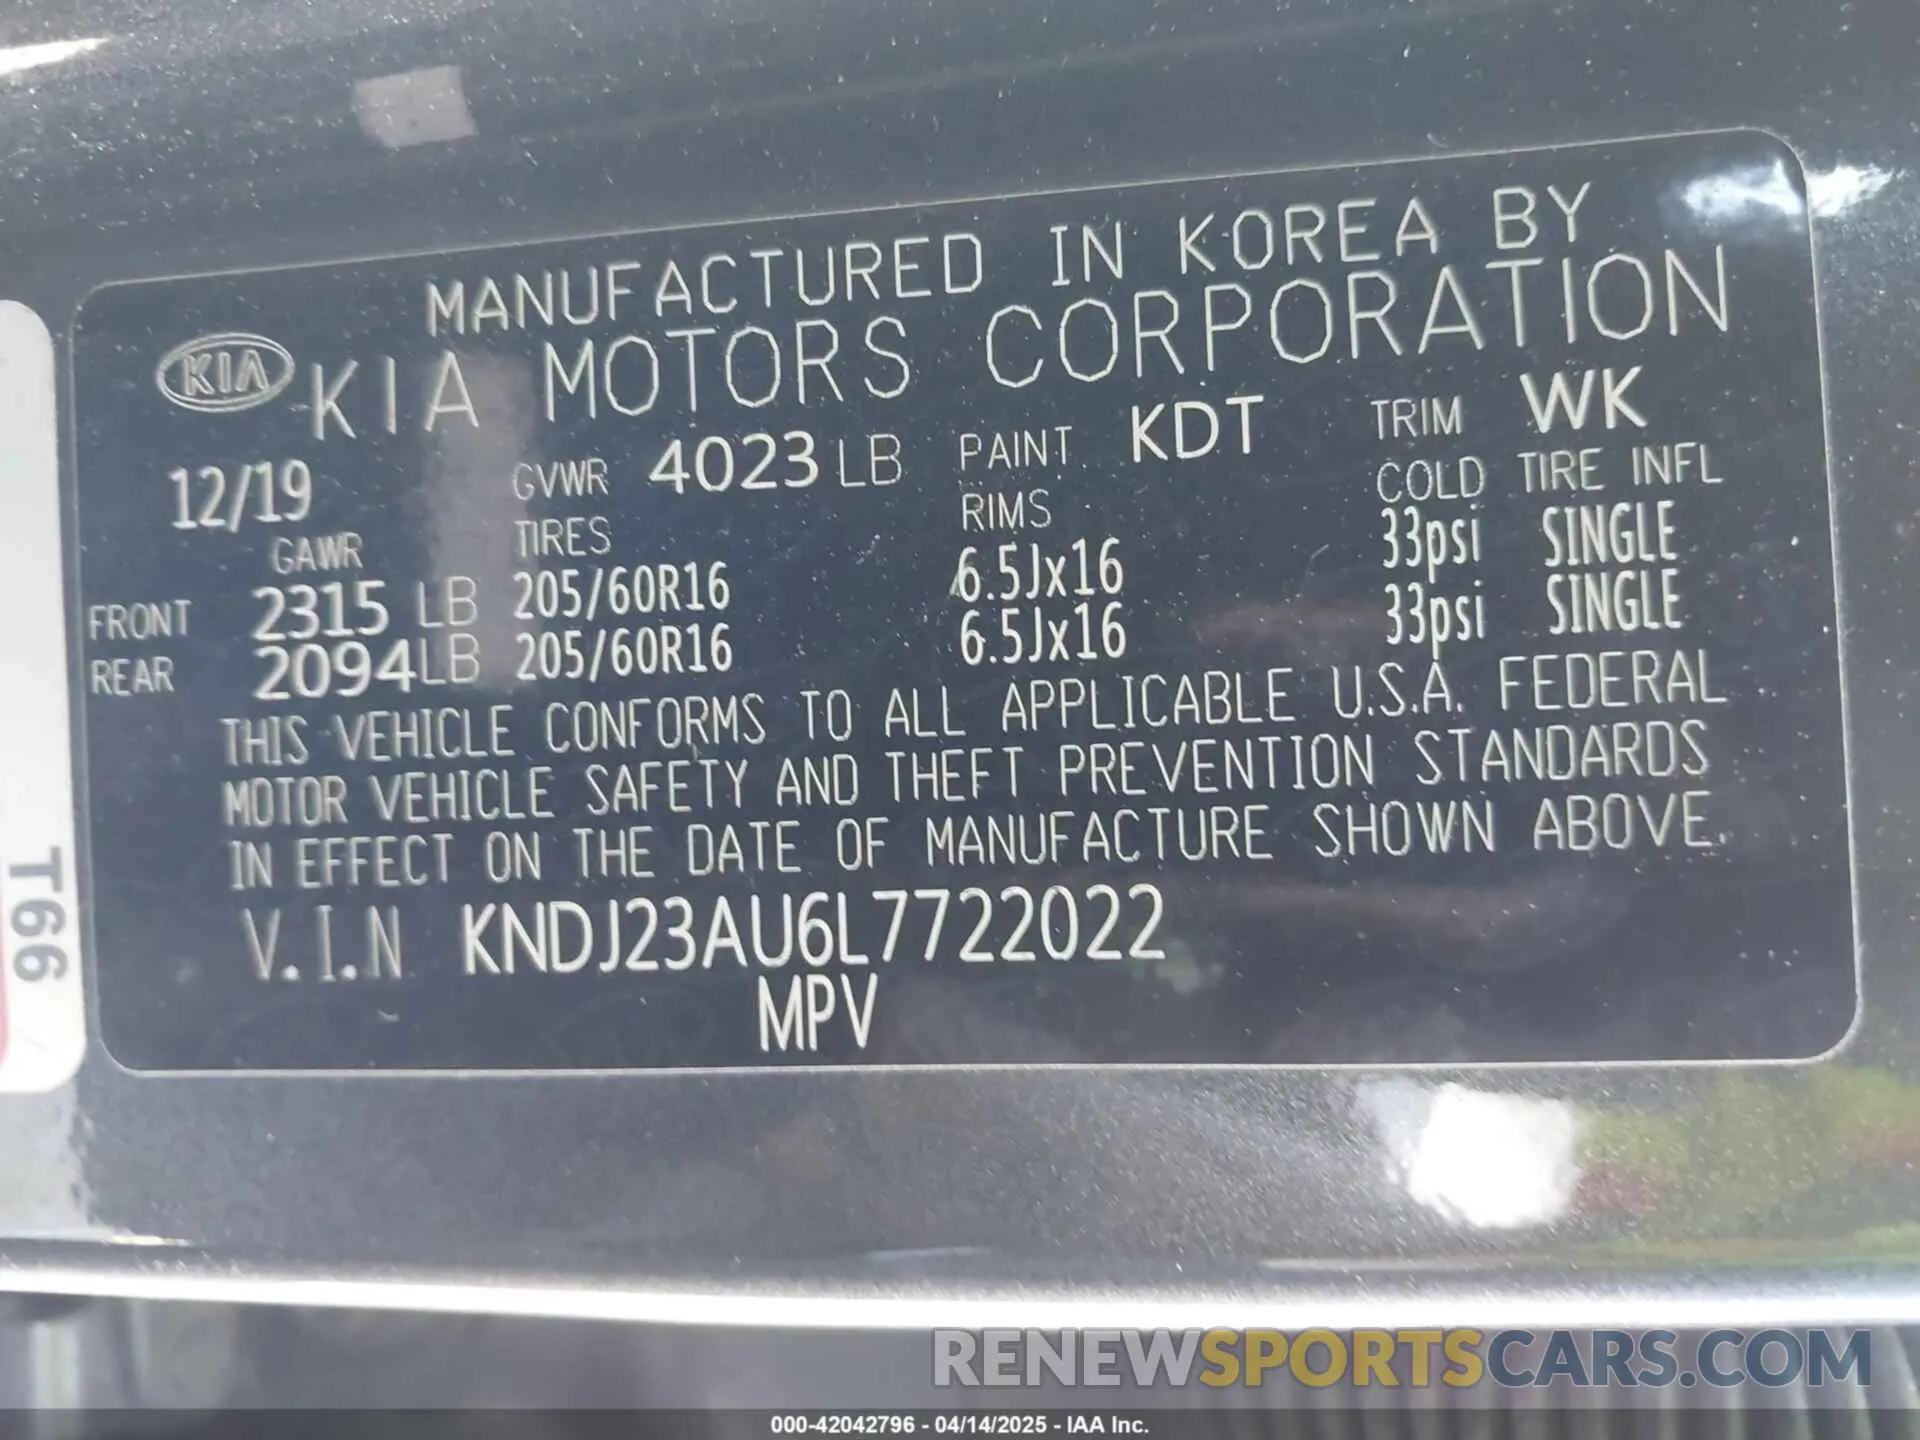 MANUFACTURED IN KOREA BY
KIA KIA MOTORS CORPORATION
12/19 GVWR 4023 LB PAINT KDT TRIM WK
GAWR TIRES RIMS COLD TIRE INFL
FRONT 2315 LB 205/60R16 6.5Jx16 33psi SINGLE
REAR 2094 LB 205/60R16 6.5Jx16 33psi SINGLE
THIS VEHICLE CONFORMS TO ALL APPLICABLE U.S.A. FEDERAL
MOTOR VEHICLE SAFETY AND THEFT PREVENTION STANDARDS
IN EFFECT ON THE DATE OF MANUFACTURE SHOWN ABOVE.
V.I.N KNDJ23AU6L7722022
MPV
T66
RENEWSPORTSCARS.COM
000-42042796 - 04/14/2025 - IAA Inc.